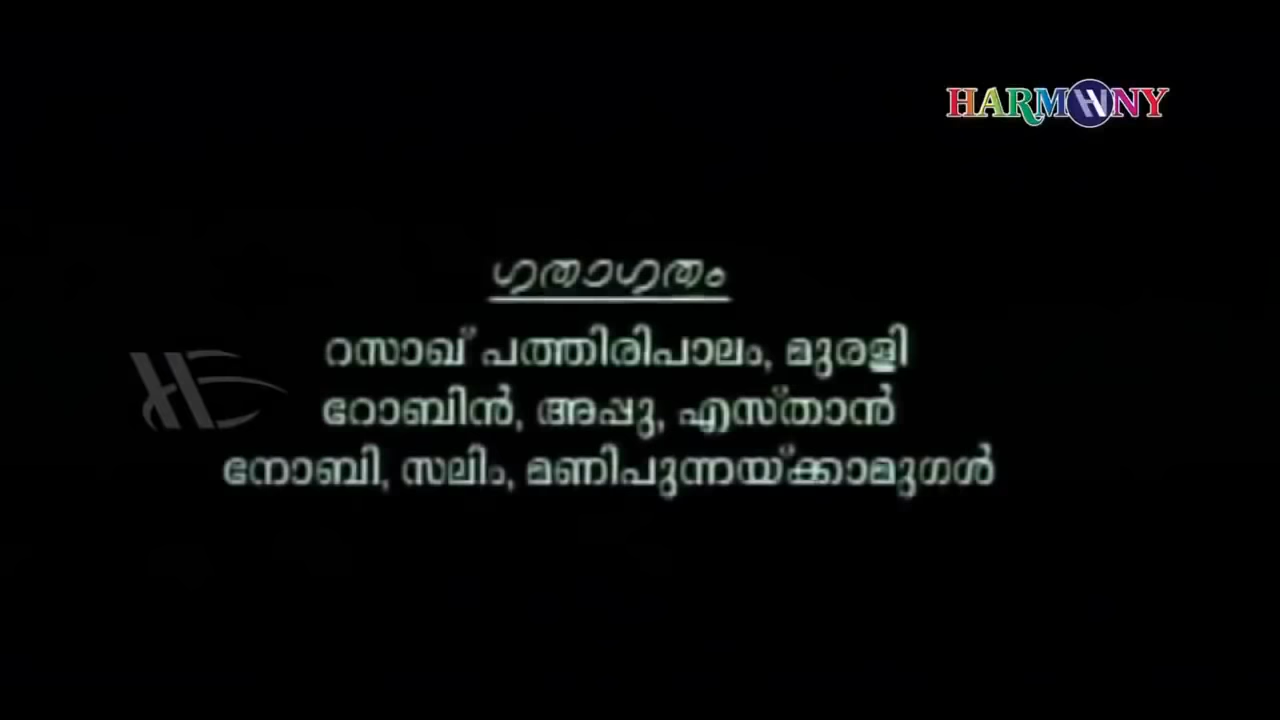 HARMONY
ഗതാഗതം
റസാഖ് പത്തിരിപാലം, മുരളി
റോബിൻ, അപ്പു, എസ്താൻ
നോബി, സലിം, മണിപുന്നയ്ക്കാമുഗൾ